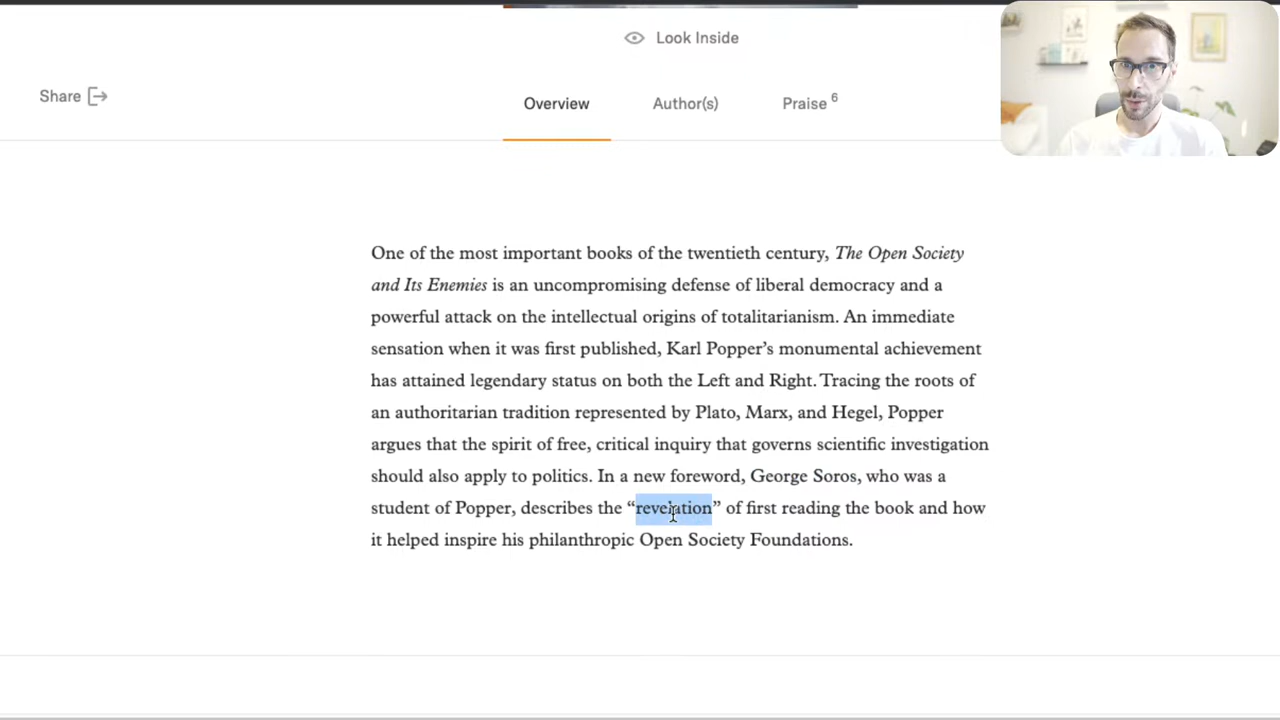 Look Inside
Share
Overview
Author(s)
Praise 6
One of the most important books of the twentieth century, The Open Society
and Its Enemies is an uncompromising defense of liberal democracy and a
powerful attack on the intellectual origins of totalitarianism. An immediate
sensation when it was first published, Karl Popper’s monumental achievement
has attained legendary status on both the Left and Right. Tracing the roots of
an authoritarian tradition represented by Plato, Marx, and Hegel, Popper
argues that the spirit of free, critical inquiry that governs scientific investigation
should also apply to politics. In a new foreword, George Soros, who was a
student of Popper, describes the “revelation” of first reading the book and how
it helped inspire his philanthropic Open Society Foundations.